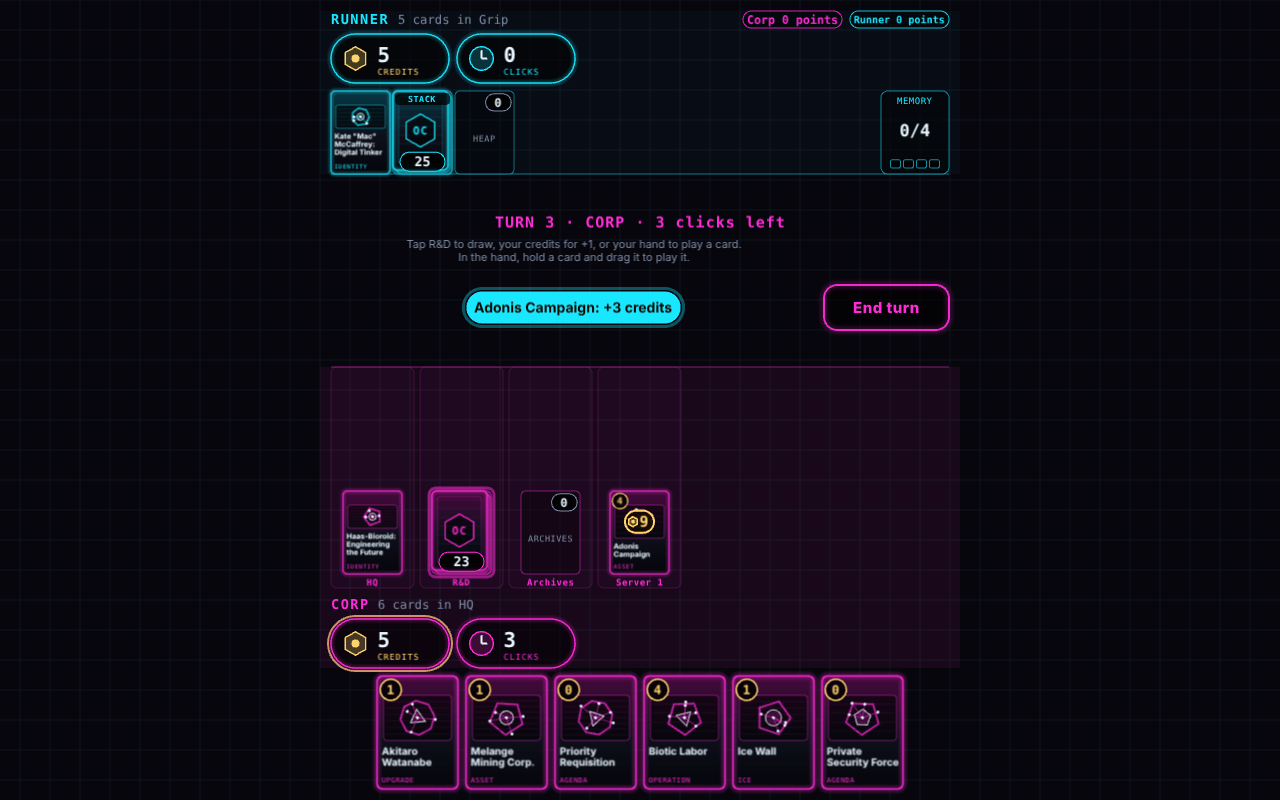 RUNNER 5 cards in Grip
Corp 0 points
Runner 0 points
5 CREDITS
0 CLICKS
Kate "Mac"
McCaffrey:
Digital Tinker
IDENTITY
STACK
OC
25
0
HEAP
MEMORY
0/4
TURN 3 · CORP · 3 clicks left
Tap R&D to draw, your credits for +1, or your hand to play a card.
In the hand, hold a card and drag it to play it.
Adonis Campaign: +3 credits
End turn
Haas-Bioroid:
Engineering
the Future
IDENTITY
HQ
OC
23
R&D
0
ARCHIVES
Archives
4
9
Adonis
Campaign
ASSET
Server 1
CORP 6 cards in HQ
5 CREDITS
3 CLICKS
1
Akitaro
Watanabe
UPGRADE
1
Melange
Mining Corp.
ASSET
0
Priority
Requisition
AGENDA
4
Biotic Labor
OPERATION
1
Ice Wall
ICE
0
Private
Security Force
AGENDA